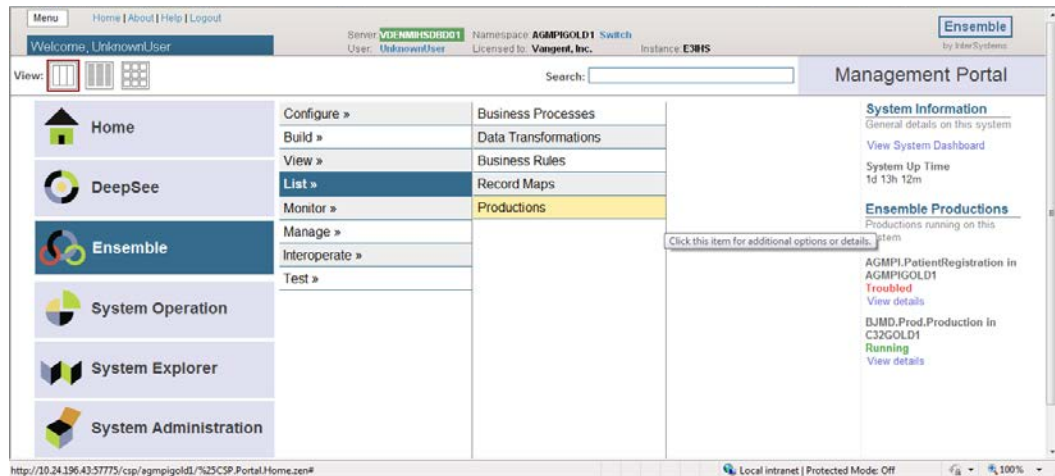 Menu Home | About | Help | Logout
Server: VDENMIHSDBD01 Namespace: AGMPIGOLD1 Switch
Welcome, UnknownUser
User: UnknownUser Licensed to: Vangent, Inc. Instance: E3IHS
Ensemble
by InterSystems
View:
Search:
Management Portal
Home
DeepSee
Ensemble
System Operation
System Explorer
System Administration
Configure »
Build »
View »
List »
Monitor »
Manage »
Interoperate »
Test »
Business Processes
Data Transformations
Business Rules
Record Maps
Productions
Click this item for additional options or details.
System Information
General details on this system
View System Dashboard
System Up Time
1d 13h 12m
Ensemble Productions
Productions running on this
AGMPI.PatientRegistration in
AGMPIGOLD1
Troubled
View details
BJMD.Prod.Production in
C32GOLD1
Running
View details
http://10.24.196.43:57775/csp/agmpigold1/%25CSP.Portal.Home.zen#
Local intranet | Protected Mode: Off
100%